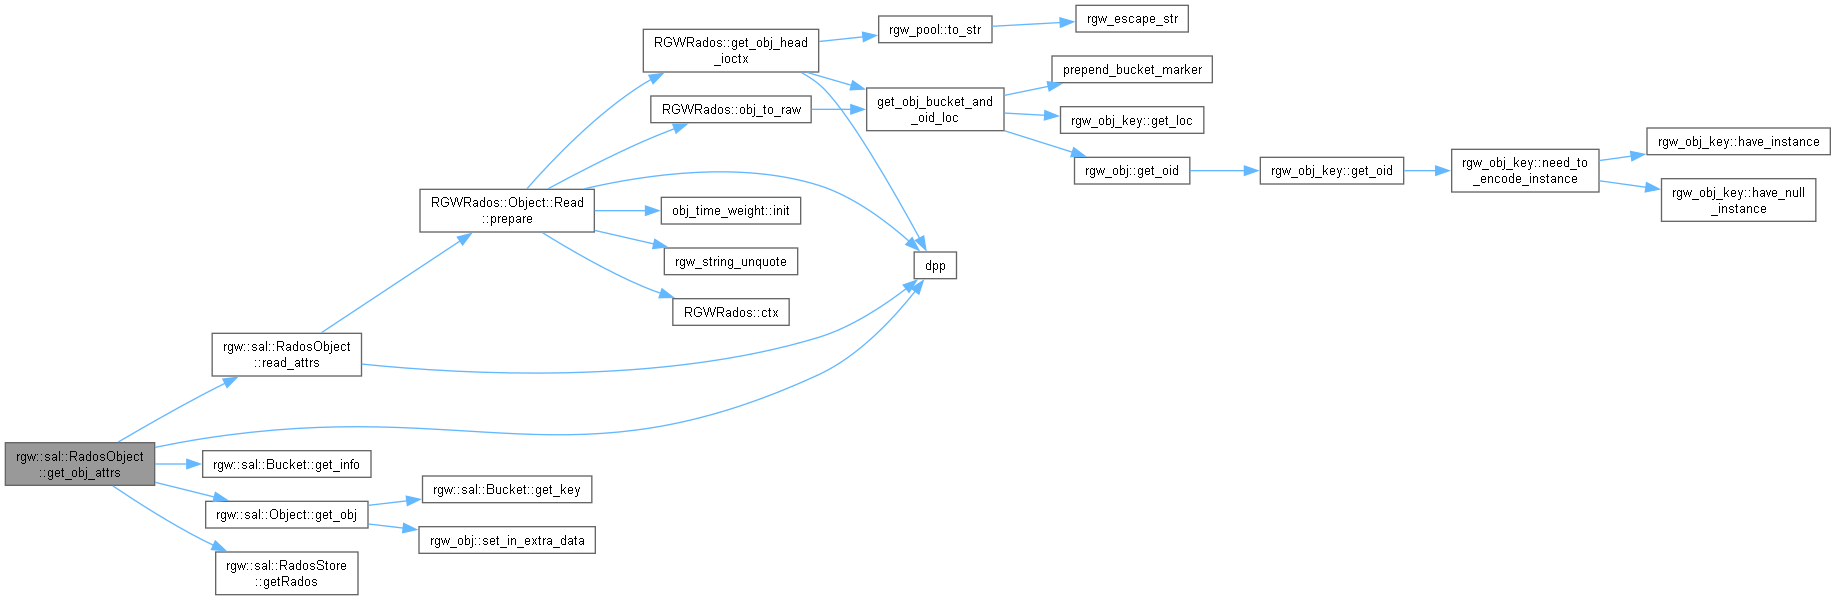 rgw::sal::RadosObject
::get_obj_attrs
rgw::sal::RadosObject
::read_attrs
RGWRados::Object::Read
::prepare
RGWRados::get_obj_head
_ioctx
rgw_pool::to_str
rgw_escape_str
get_obj_bucket_and
_oid_loc
prepend_bucket_marker
rgw_obj_key::get_loc
rgw_obj::get_oid
rgw_obj_key::get_oid
rgw_obj_key::need_to
_encode_instance
rgw_obj_key::have_instance
rgw_obj_key::have_null
_instance
RGWRados::obj_to_raw
obj_time_weight::init
rgw_string_unquote
RGWRados::ctx
dpp
rgw::sal::Bucket::get_info
rgw::sal::Object::get_obj
rgw::sal::Bucket::get_key
rgw_obj::set_in_extra_data
rgw::sal::RadosStore
::getRados